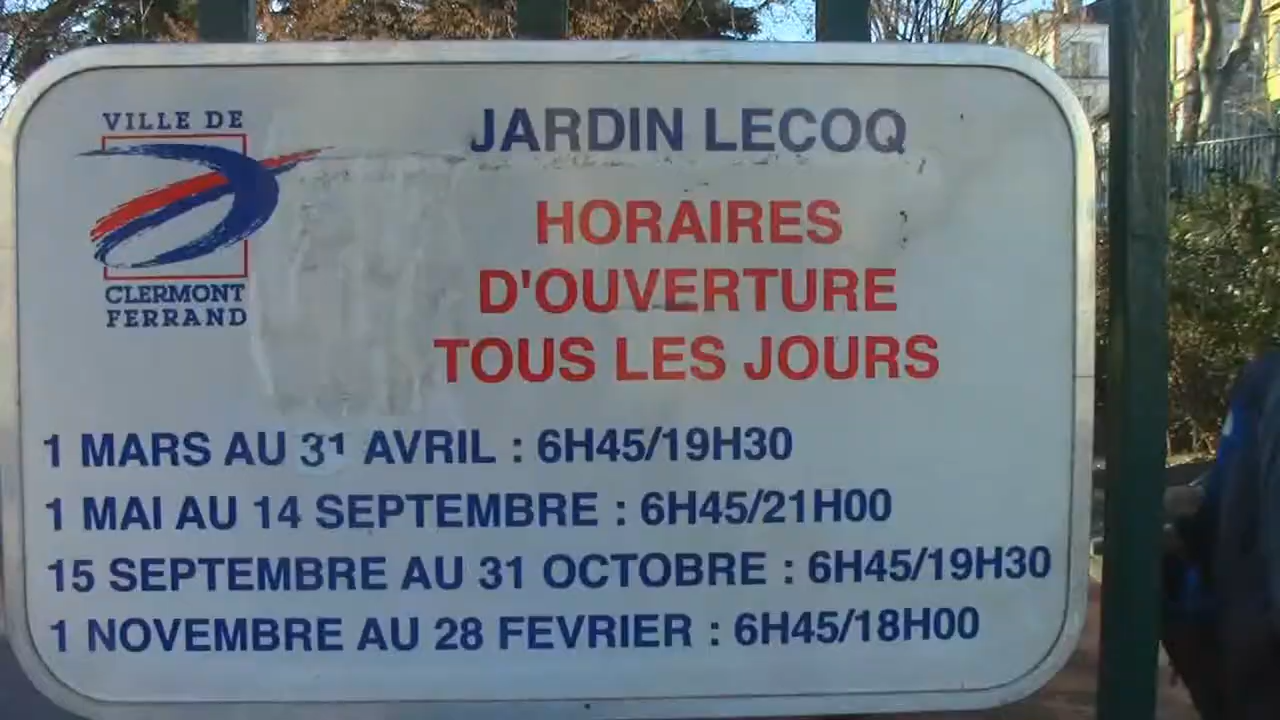 VILLE DE
CLERMONT
FERRAND
JARDIN LECOQ
HORAIRES
D'OUVERTURE
TOUS LES JOURS
1 MARS AU 31 AVRIL : 6H45/19H30
1 MAI AU 14 SEPTEMBRE : 6H45/21H00
15 SEPTEMBRE AU 31 OCTOBRE : 6H45/19H30
1 NOVEMBRE AU 28 FEVRIER : 6H45/18H00